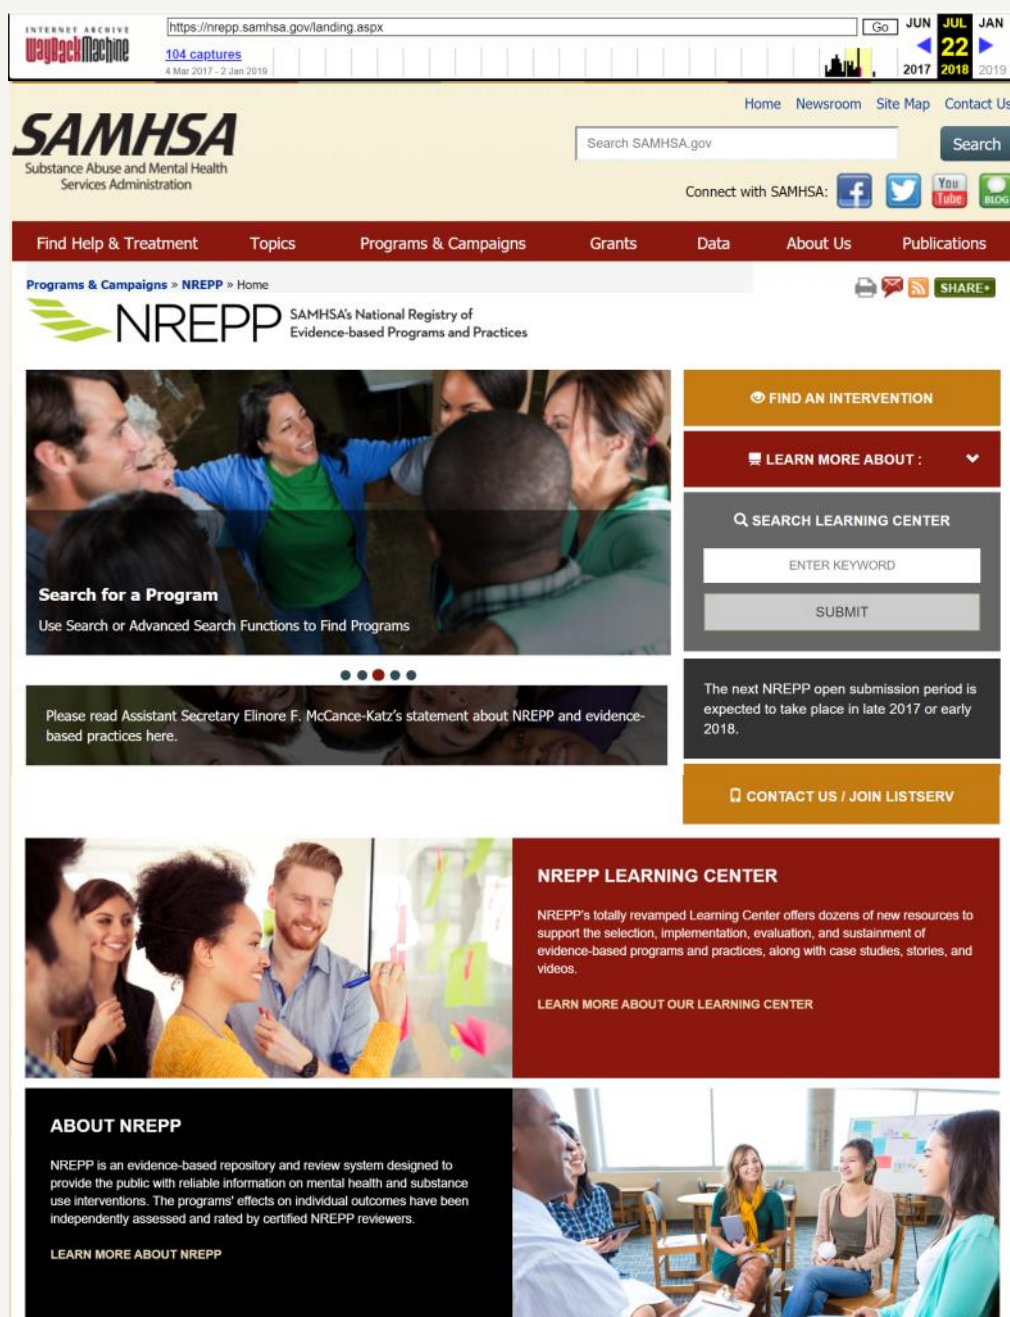 INTERNET ARCHIVE
WayBackMachine
https://nrepp.samhsa.gov/landing.aspx
Go
JUN JUL JAN
104 captures
22
4 Mar 2017 - 2 Jan 2019
2017 2018 2019
Home Newsroom Site Map Contact Us
SAMHSA
Substance Abuse and Mental Health
Services Administration
Search SAMHSA.gov
Search
Connect with SAMHSA:
You
Tube
BLOG
Find Help & Treatment Topics Programs & Campaigns Grants Data About Us Publications
Programs & Campaigns » NREPP » Home
SHARE+
NREPP
SAMHSA's National Registry of
Evidence-based Programs and Practices
FIND AN INTERVENTION
LEARN MORE ABOUT :
SEARCH LEARNING CENTER
ENTER KEYWORD
SUBMIT
Search for a Program
Use Search or Advanced Search Functions to Find Programs
Please read Assistant Secretary Elinore F. McCance-Katz's statement about NREPP and evidence-
based practices here.
The next NREPP open submission period is
expected to take place in late 2017 or early
2018.
CONTACT US / JOIN LISTSERV
NREPP LEARNING CENTER
NREPP's totally revamped Learning Center offers dozens of new resources to
support the selection, implementation, evaluation, and sustainment of
evidence-based programs and practices, along with case studies, stories, and
videos.
LEARN MORE ABOUT OUR LEARNING CENTER
ABOUT NREPP
NREPP is an evidence-based repository and review system designed to
provide the public with reliable information on mental health and substance
use interventions. The programs' effects on individual outcomes have been
independently assessed and rated by certified NREPP reviewers.
LEARN MORE ABOUT NREPP